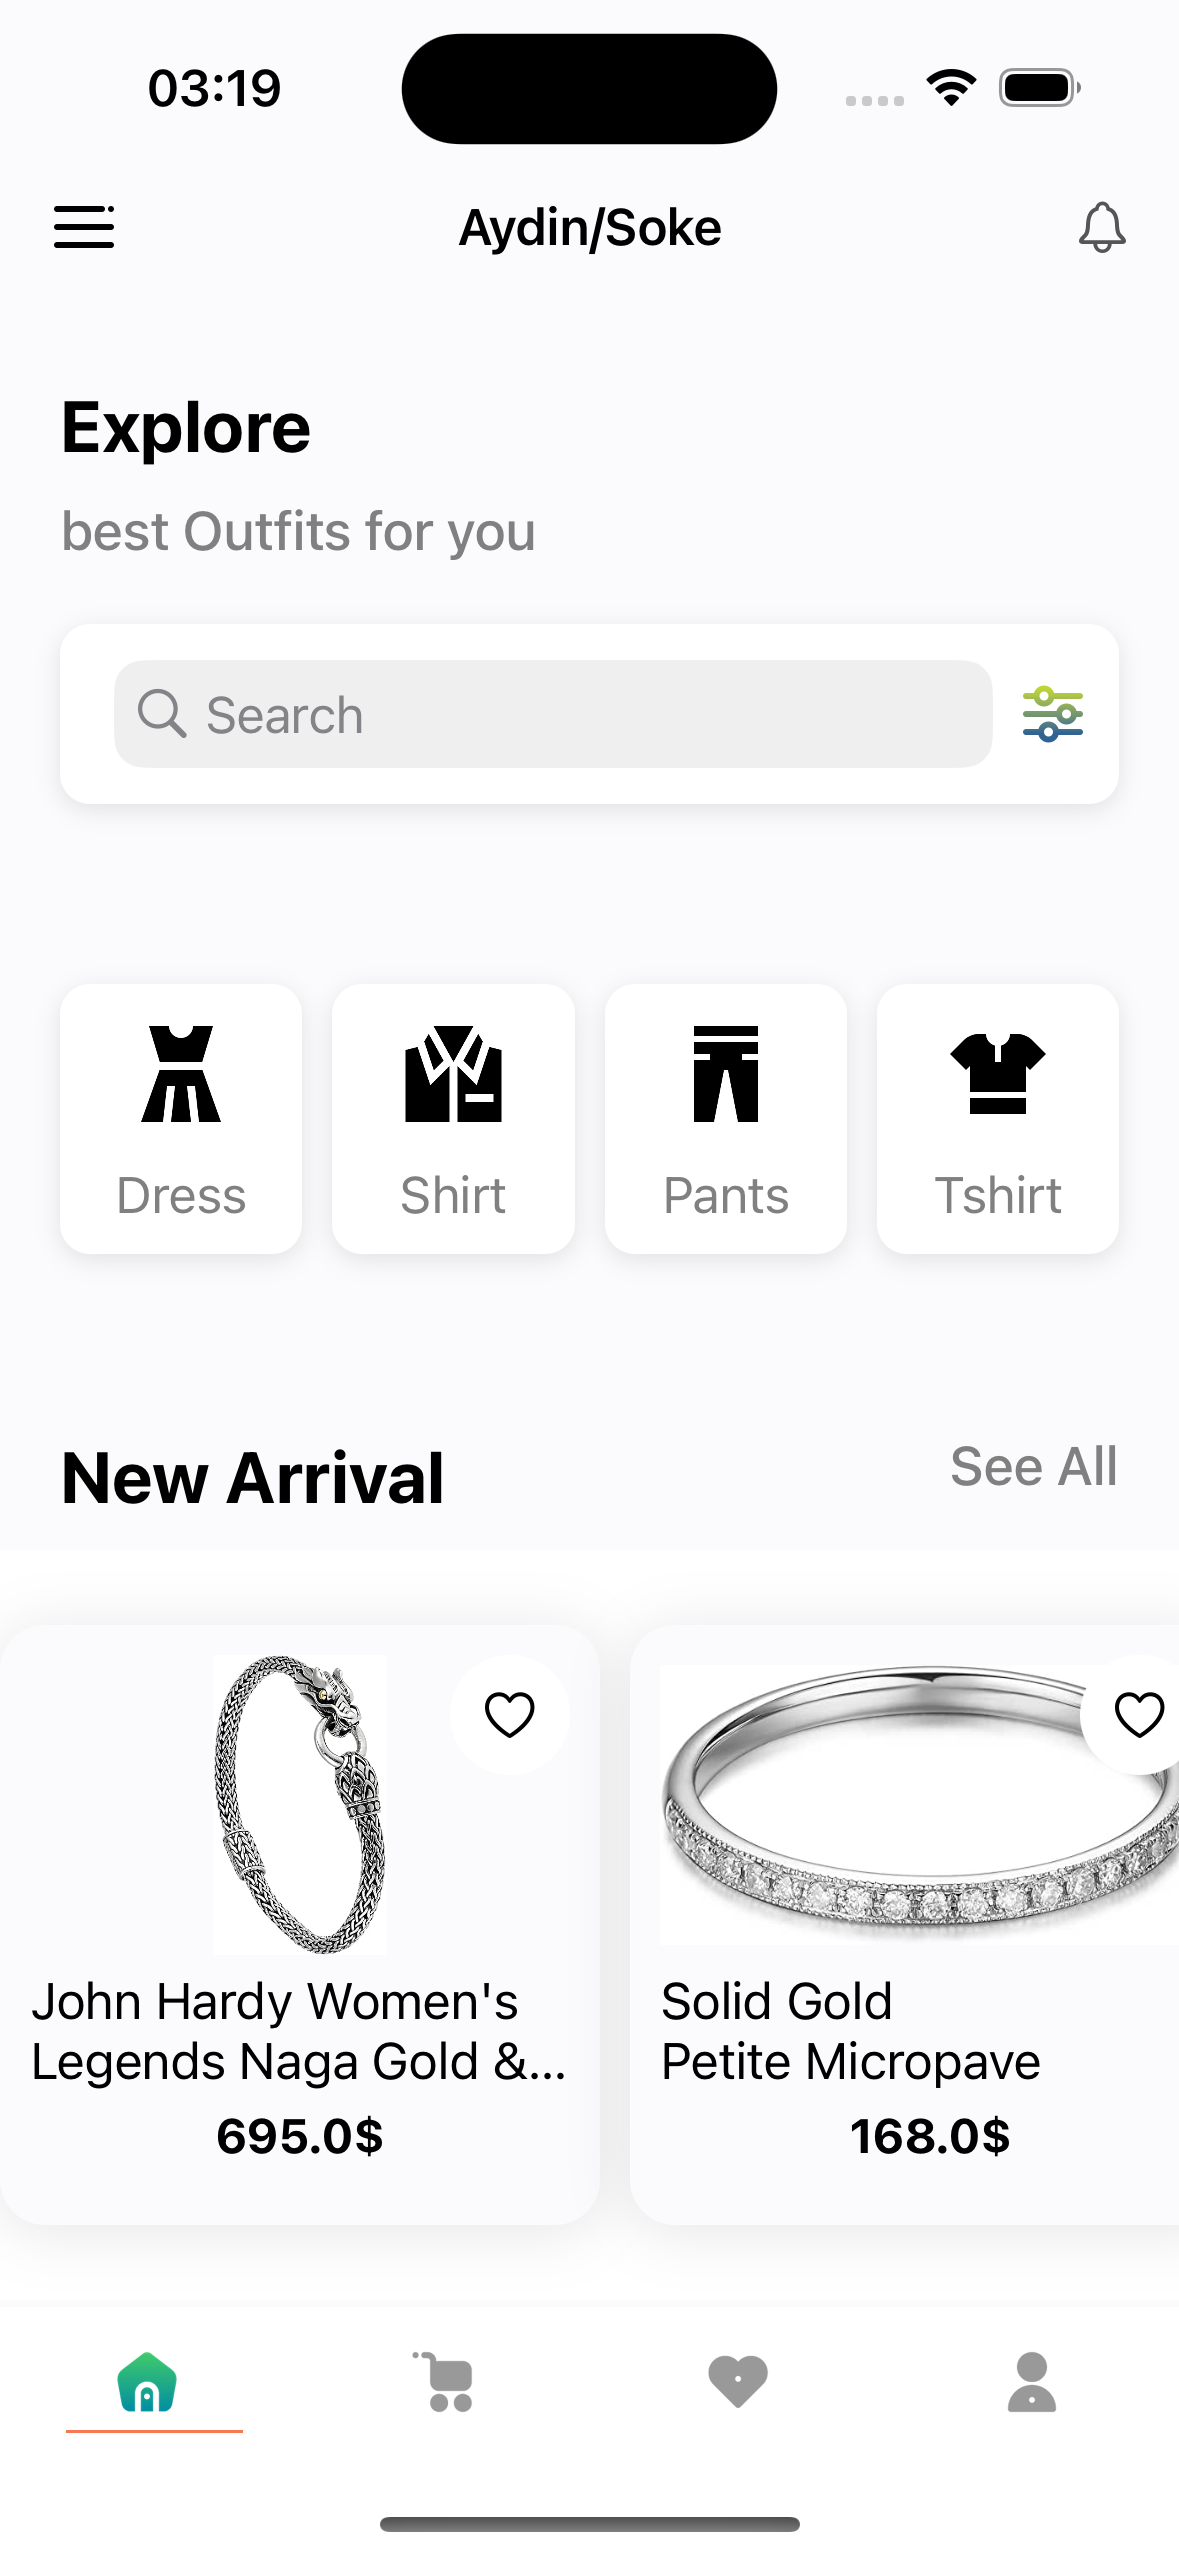 03:19
Aydin/Soke
Explore
best Outfits for you
Search
Dress
Shirt
Pants
Tshirt
New Arrival
See All
John Hardy Women's
Legends Naga Gold &...
695.0$
Solid Gold
Petite Micropave
168.0$